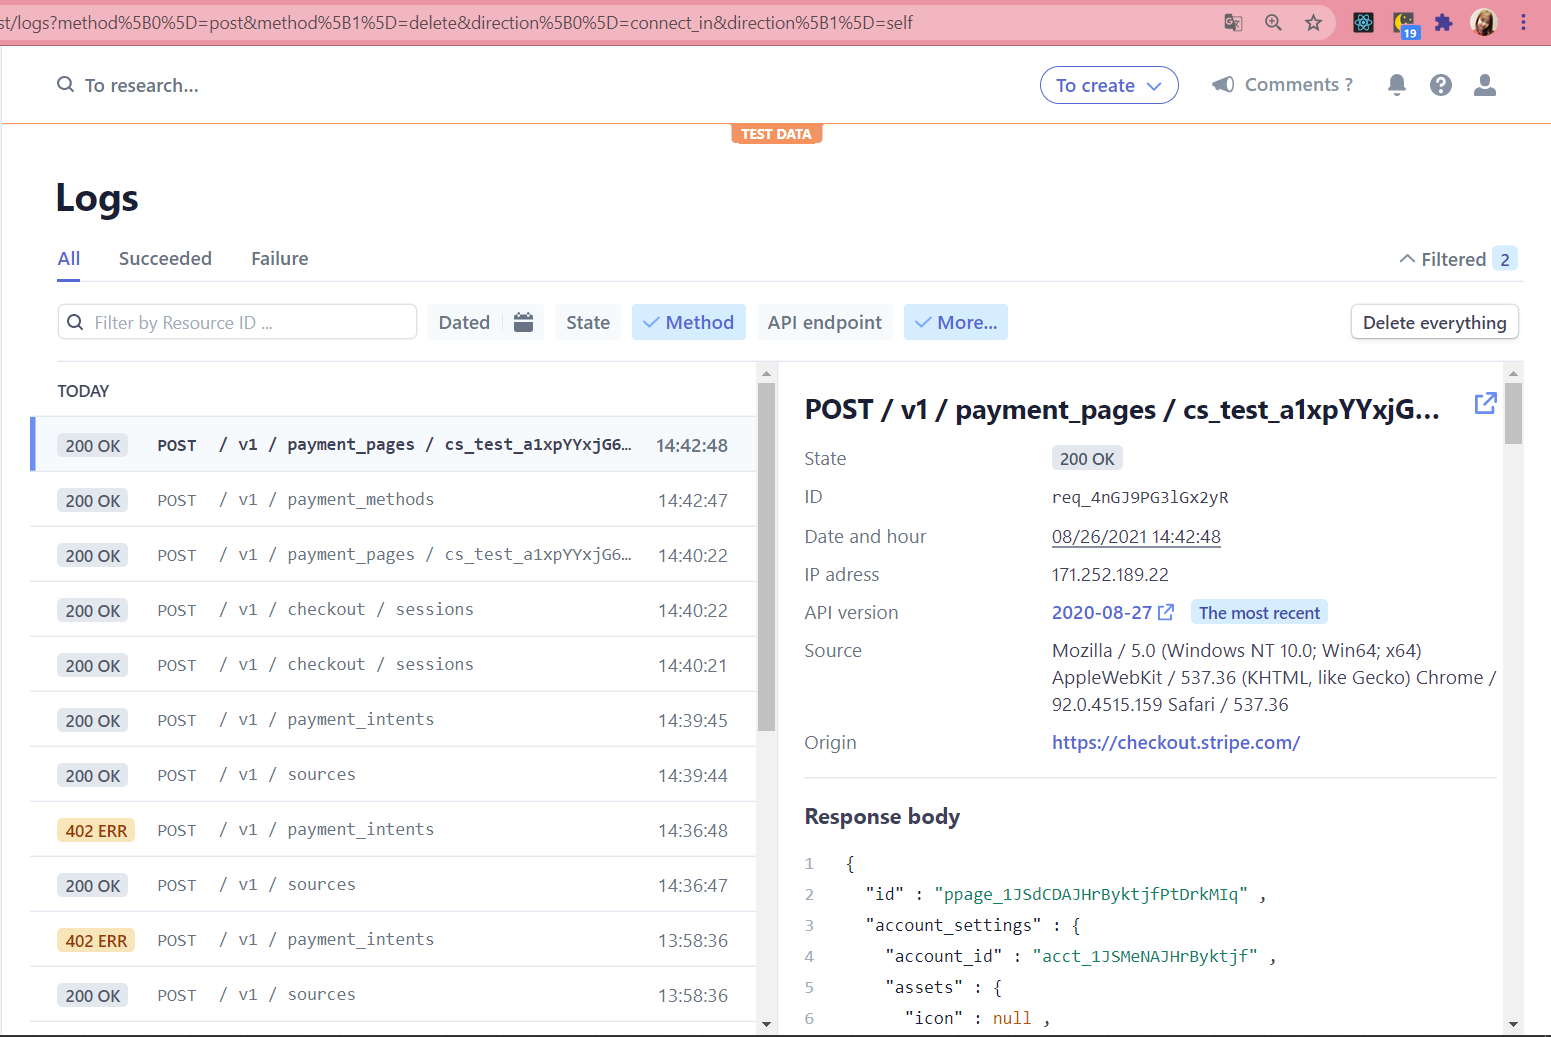 st/logs?method%5B0%5D=post&method%5B1%5D=delete&direction%5B0%5D=connect_in&direction%5B1%5D=self
19
To research...
To create
Comments ?
TEST DATA
Logs
All Succeeded Failure
Filtered 2
Filter by Resource ID ...
Dated
State
Method
API endpoint
More...
Delete everything
TODAY
200 OK POST / v1 / payment_pages / cs_test_a1xpYYxjG6... 14:42:48
200 OK POST / v1 / payment_methods 14:42:47
200 OK POST / v1 / payment_pages / cs_test_a1xpYYxjG6... 14:40:22
200 OK POST / v1 / checkout / sessions 14:40:22
200 OK POST / v1 / checkout / sessions 14:40:21
200 OK POST / v1 / payment_intents 14:39:45
200 OK POST / v1 / sources 14:39:44
402 ERR POST / v1 / payment_intents 14:36:48
200 OK POST / v1 / sources 14:36:47
402 ERR POST / v1 / payment_intents 13:58:36
200 OK POST / v1 / sources 13:58:36
POST / v1 / payment_pages / cs_test_a1xpYYxjG...
State 200 OK
ID req_4nGJ9PG3lGx2yR
Date and hour 08/26/2021 14:42:48
IP adress 171.252.189.22
API version 2020-08-27 The most recent
Source Mozilla / 5.0 (Windows NT 10.0; Win64; x64)
AppleWebKit / 537.36 (KHTML, like Gecko) Chrome /
92.0.4515.159 Safari / 537.36
Origin https://checkout.stripe.com/
Response body
1 {
2 "id" : "ppage_1JSdCDAJHrByktjfPtDrkMIq" ,
3 "account_settings" : {
4 "account_id" : "acct_1JSMeNAJHrByktjf" ,
5 "assets" : {
6 "icon" : null ,